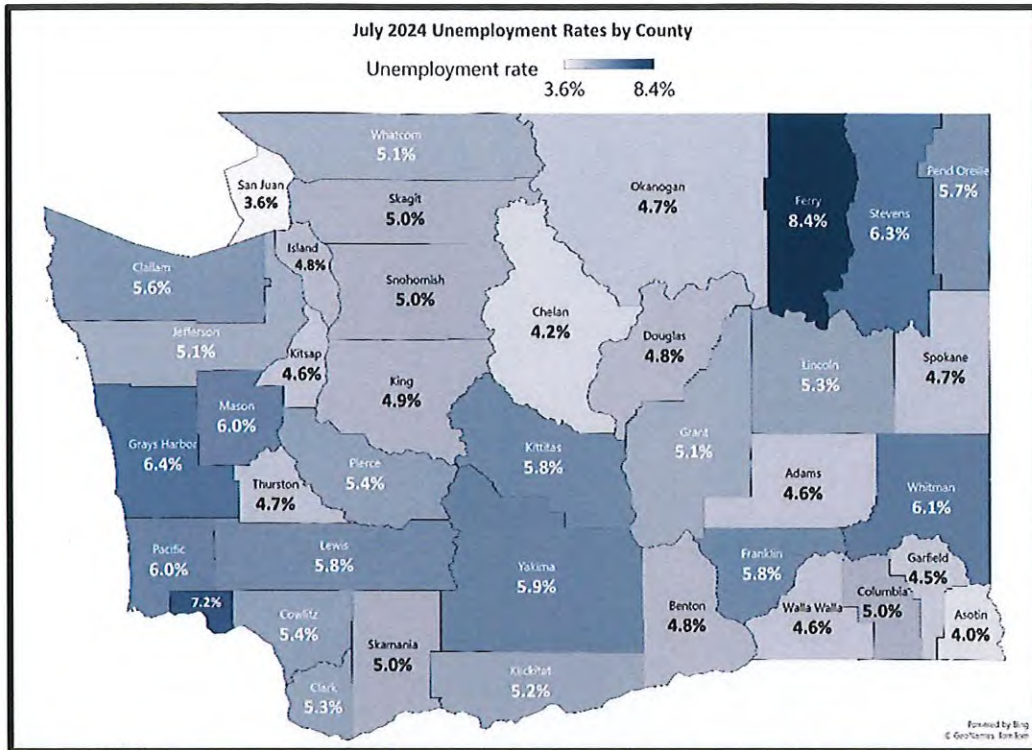 July 2024 Unemployment Rates by County
Unemployment rate
3.6% 8.4%
Whatcom
5.1%
San Juan
3.6%
Skagit
5.0%
Okanogan
4.7%
Ferry
8.4%
Stevens
6.3%
Pend Oreille
5.7%
Island
4.8%
Clallam
5.6%
Snohomish
5.0%
Chelan
4.2%
Douglas
4.8%
Jefferson
5.1%
Kitsap
4.6%
King
4.9%
Lincoln
5.3%
Spokane
4.7%
Mason
6.0%
Grays Harbor
6.4%
Thurston
4.7%
Pierce
5.4%
Kittitas
5.8%
Grant
5.1%
Adams
4.6%
Whitman
6.1%
Pacific
6.0%
Lewis
5.8%
Yakima
5.9%
Franklin
5.8%
Garfield
4.5%
Columbia
5.0%
Asotin
4.0%
7.2%
Cowlitz
5.4%
Skamania
5.0%
Benton
4.8%
Walla Walla
4.6%
Clark
5.3%
Klickitat
5.2%
Powered by Bing
© GeoNames, TomTom